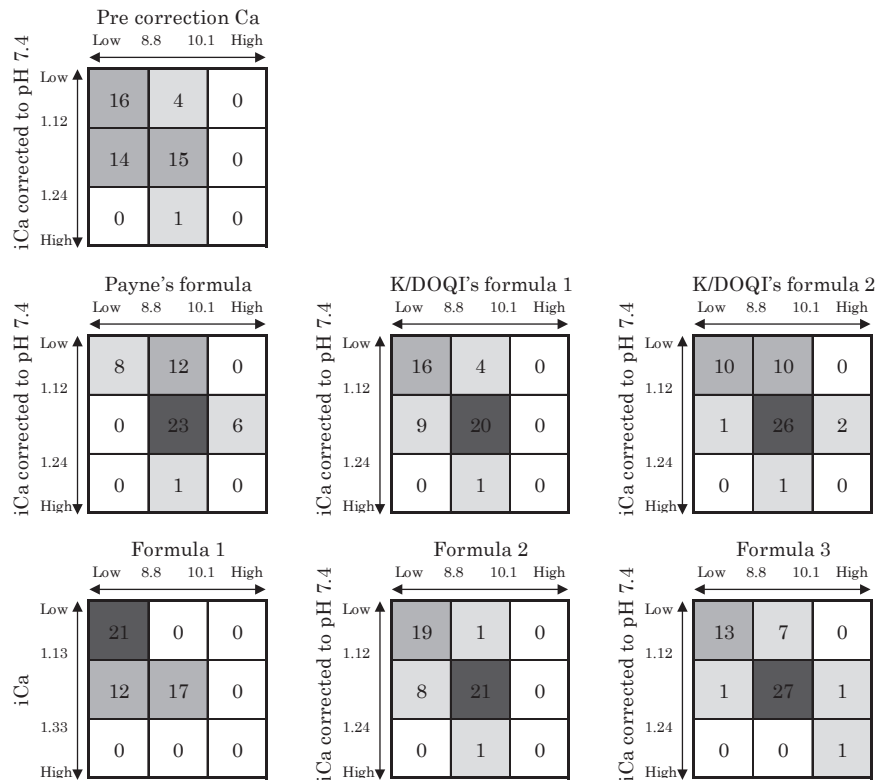 Pre correction Ca
Low 8.8 10.1 High
iCa corrected to pH 7.4
Low
1.12
1.24
High
16 4 0
14 15 0
0 1 0
Payne's formula
Low 8.8 10.1 High
iCa corrected to pH 7.4
Low
1.12
1.24
High
8 12 0
0 23 6
0 1 0
K/DOQI's formula 1
Low 8.8 10.1 High
iCa corrected to pH 7.4
Low
1.12
1.24
High
16 4 0
9 20 0
0 1 0
K/DOQI's formula 2
Low 8.8 10.1 High
iCa corrected to pH 7.4
Low
1.12
1.24
High
10 10 0
1 26 2
0 1 0
Formula 1
Low 8.8 10.1 High
iCa
Low
1.13
1.33
High
21 0 0
12 17 0
0 0 0
Formula 2
Low 8.8 10.1 High
iCa corrected to pH 7.4
Low
1.12
1.24
High
19 1 0
8 21 0
0 1 0
Formula 3
Low 8.8 10.1 High
iCa corrected to pH 7.4
Low
1.12
1.24
High
13 7 0
1 27 1
0 0 1